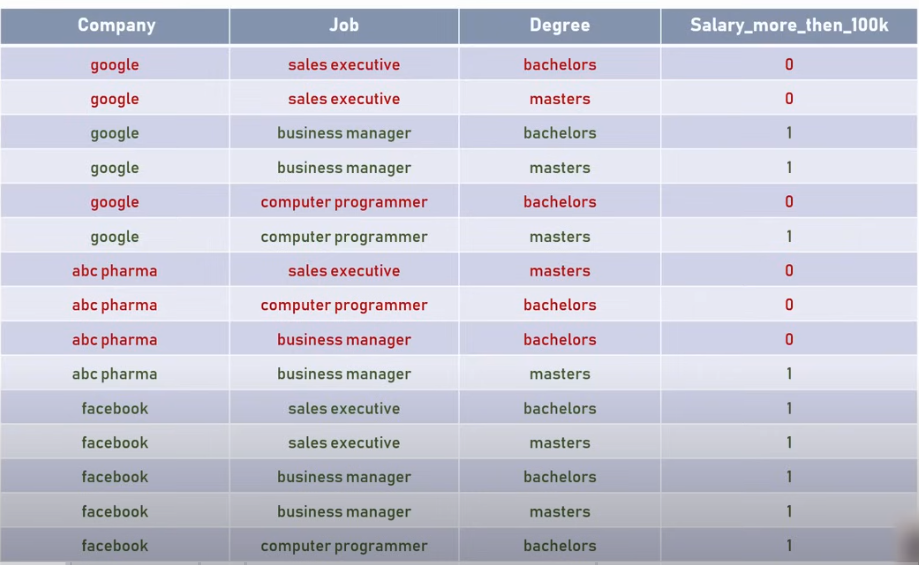 Company Job Degree Salary_more_then_100k
google sales executive bachelors 0
google sales executive masters 0
google business manager bachelors 1
google business manager masters 1
google computer programmer bachelors 0
google computer programmer masters 1
abc pharma sales executive masters 0
abc pharma computer programmer bachelors 0
abc pharma business manager bachelors 0
abc pharma business manager masters 1
facebook sales executive bachelors 1
facebook sales executive masters 1
facebook business manager bachelors 1
facebook business manager masters 1
facebook computer programmer bachelors 1